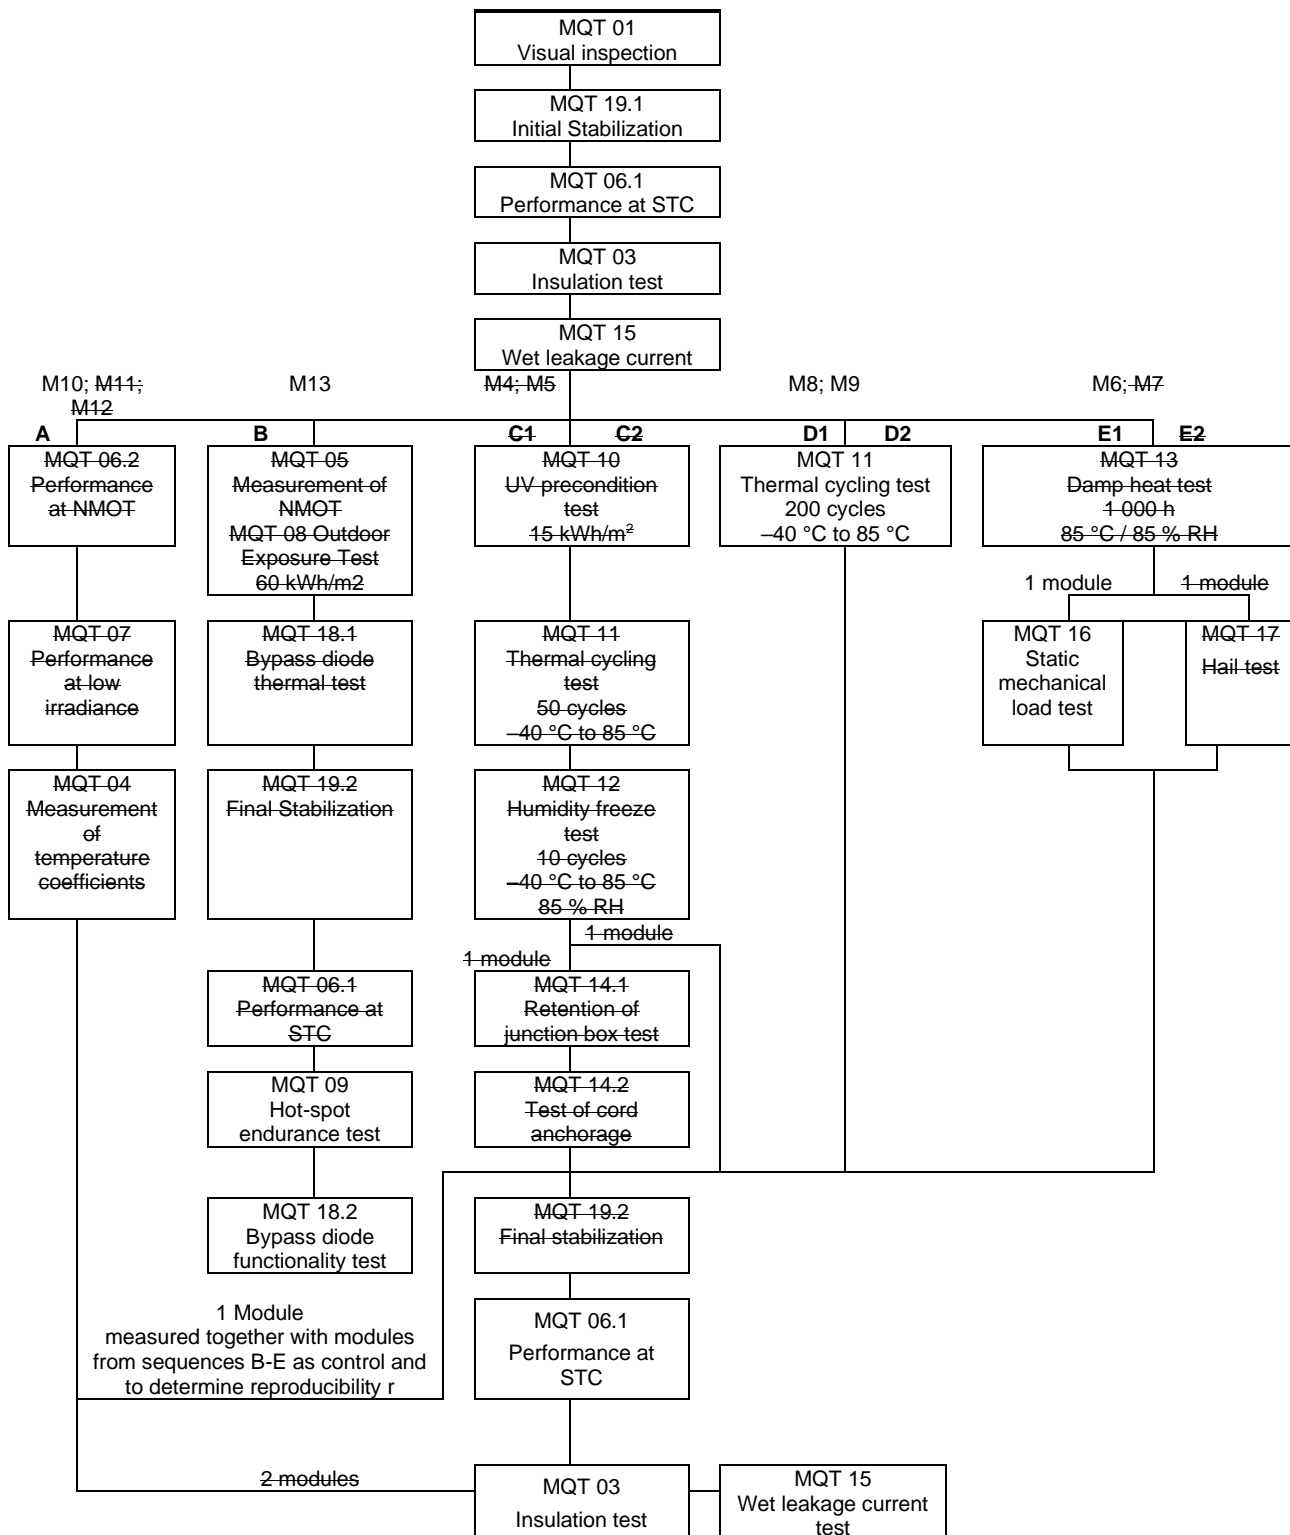 MQT 01
Visual inspection
MQT 19.1
Initial Stabilization
MQT 06.1
Performance at STC
MQT 03
Insulation test
MQT 15
Wet leakage current
M10; M11;
M12
M13
M4; M5
M8; M9
M6; M7
A
B
C1
C2
D1
D2
E1
E2
MQT 06.2
Performance
at NMOT
MQT 05
Measurement of
NMOT
MQT 08 Outdoor
Exposure Test
60 kWh/m2
MQT 10
UV precondition
test
15 kWh/m²
MQT 11
Thermal cycling test
200 cycles
–40 °C to 85 °C
MQT 13
Damp heat test
1 000 h
85 °C / 85 % RH
1 module
1 module
MQT 07
Performance
at low
irradiance
MQT 18.1
Bypass diode
thermal test
MQT 11
Thermal cycling
test
50 cycles
–40 °C to 85 °C
MQT 16
Static
mechanical
load test
MQT 17
Hail test
MQT 04
Measurement
of
temperature
coefficients
MQT 19.2
Final Stabilization
MQT 12
Humidity freeze
test
10 cycles
–40 °C to 85 °C
85 % RH
1 module
1 module
MQT 06.1
Performance at
STC
MQT 14.1
Retention of
junction box test
MQT 09
Hot-spot
endurance test
MQT 14.2
Test of cord
anchorage
MQT 18.2
Bypass diode
functionality test
MQT 19.2
Final stabilization
1 Module
measured together with modules
from sequences B-E as control and
to determine reproducibility r
MQT 06.1
Performance at
STC
2 modules
MQT 03
Insulation test
MQT 15
Wet leakage current
test